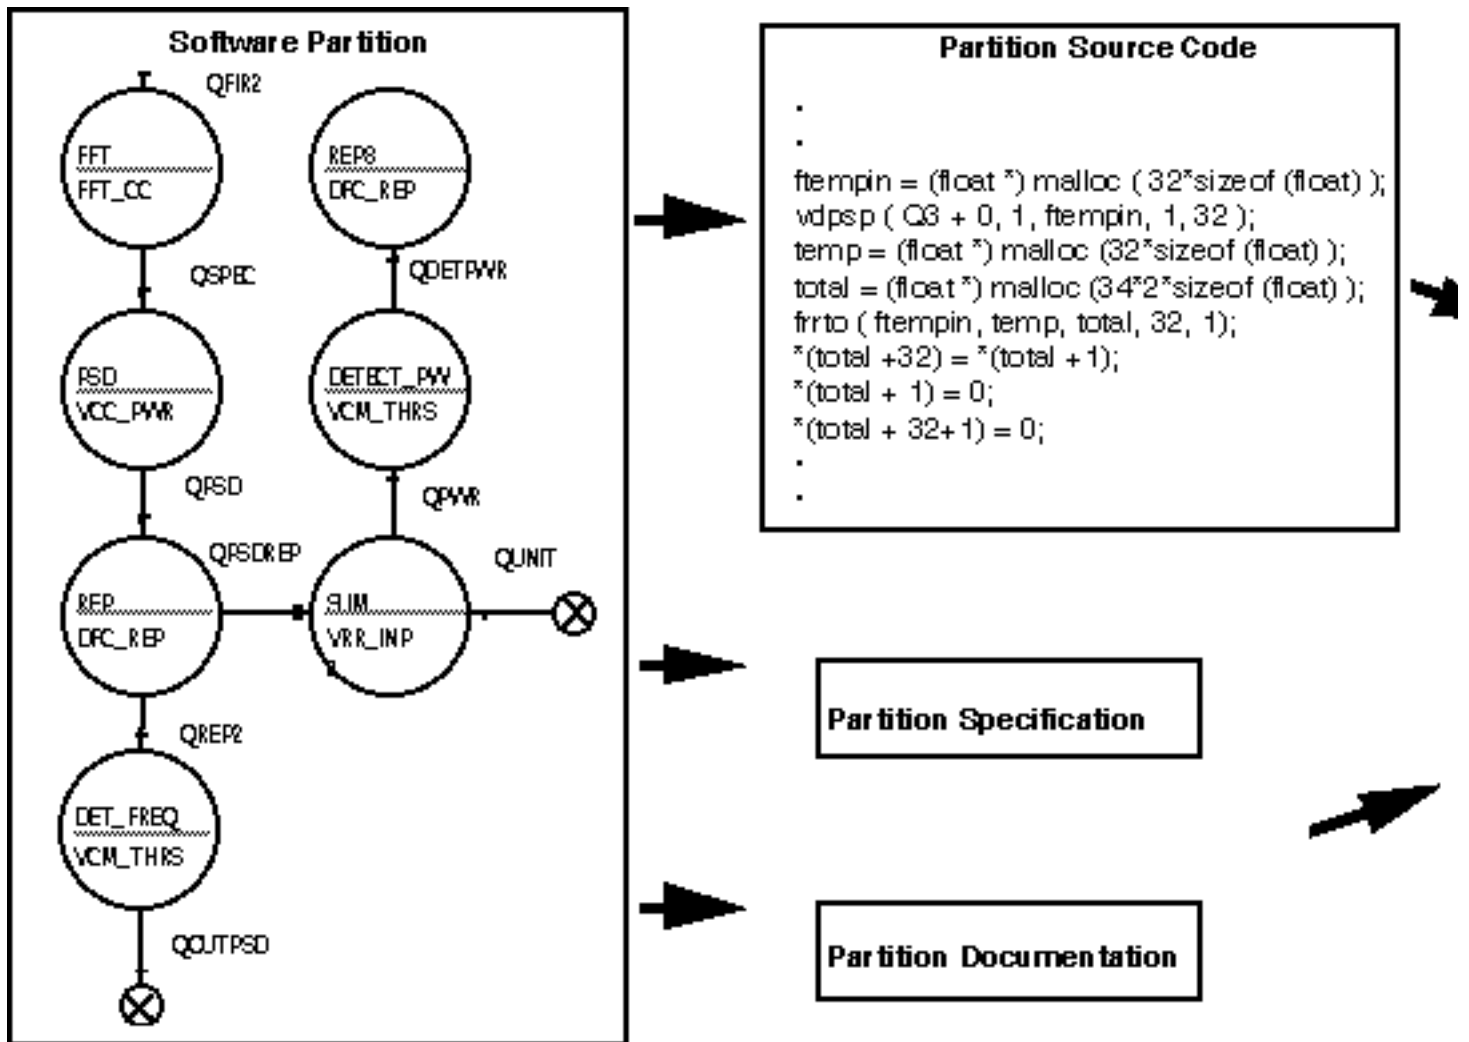 Software Partition
QFIR2
FFT
FFT_CC
REP8
DFC_REP
QSPEC
QDETPWR
PSD
VCC_PWR
DETECT_PW
VCM_THRS
QPSD
QPWR
QPSDREP
QUNIT
REP
DFC_REP
SUM
VRR_INP
QREP2
DET_FREQ
VCM_THRS
QOUTPSD
Partition Source Code
.
.
ftempin = (float *) malloc ( 32*sizeof (float) );
vdpsp ( Q3 + 0, 1, ftempin, 1, 32 );
temp = (float *) malloc (32*sizeof (float) );
total = (float *) malloc (34*2*sizeof (float) );
frrto ( ftempin, temp, total, 32, 1);
*(total +32) = *(total + 1);
*(total + 1) = 0;
*(total + 32+1) = 0;
.
.
Partition Specification
Partition Documentation